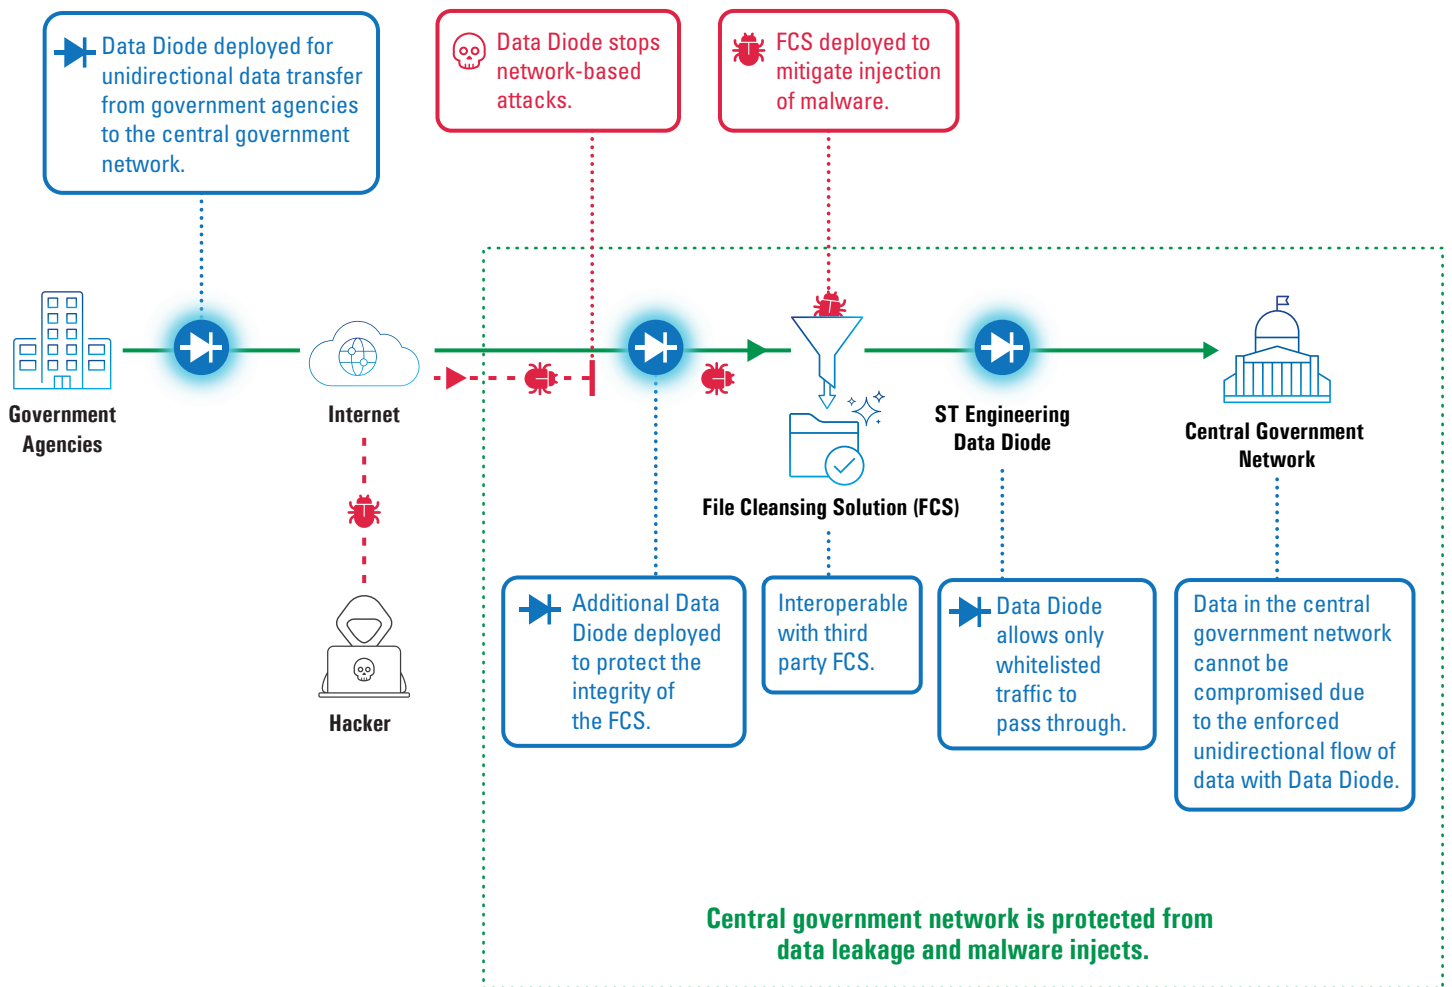 Data Diode deployed for
unidirectional data transfer
from government agencies
to the central government
network.
Data Diode stops
network-based
attacks.
FCS deployed to
mitigate injection
of malware.
Government
Agencies
Internet
Hacker
File Cleansing Solution (FCS)
ST Engineering
Data Diode
Central Government
Network
Additional Data
Diode deployed
to protect the
integrity of
the FCS.
Interoperable
with third
party FCS.
Data Diode
allows only
whitelisted
traffic to
pass through.
Data in the central
government network
cannot be
compromised due
to the enforced
unidirectional flow of
data with Data Diode.
Central government network is protected from
data leakage and malware injects.